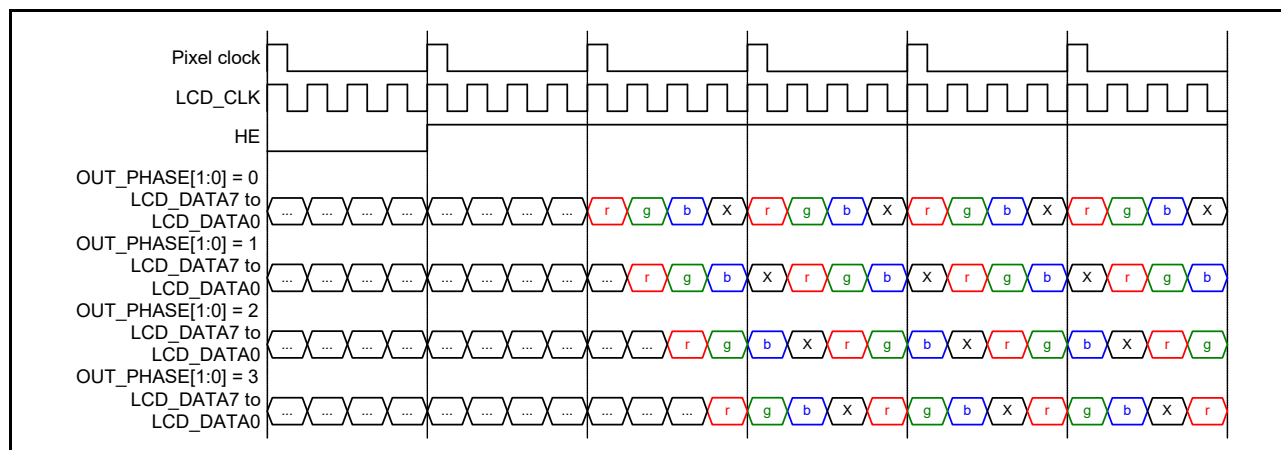 Pixel clock
LCD_CLK
HE
OUT_PHASE[1:0] = 0
LCD_DATA7 to
LCD_DATA0
... ... ... ... ... ... ... ... r g b X r g b X r g b X r g b X
OUT_PHASE[1:0] = 1
LCD_DATA7 to
LCD_DATA0
... ... ... ... ... ... ... ... ... r g b X r g b X r g b X r g b
OUT_PHASE[1:0] = 2
LCD_DATA7 to
LCD_DATA0
... ... ... ... ... ... ... ... ... ... r g b X r g b X r g b X r g
OUT_PHASE[1:0] = 3
LCD_DATA7 to
LCD_DATA0
... ... ... ... ... ... ... ... ... ... ... r g b X r g b X r g b X r